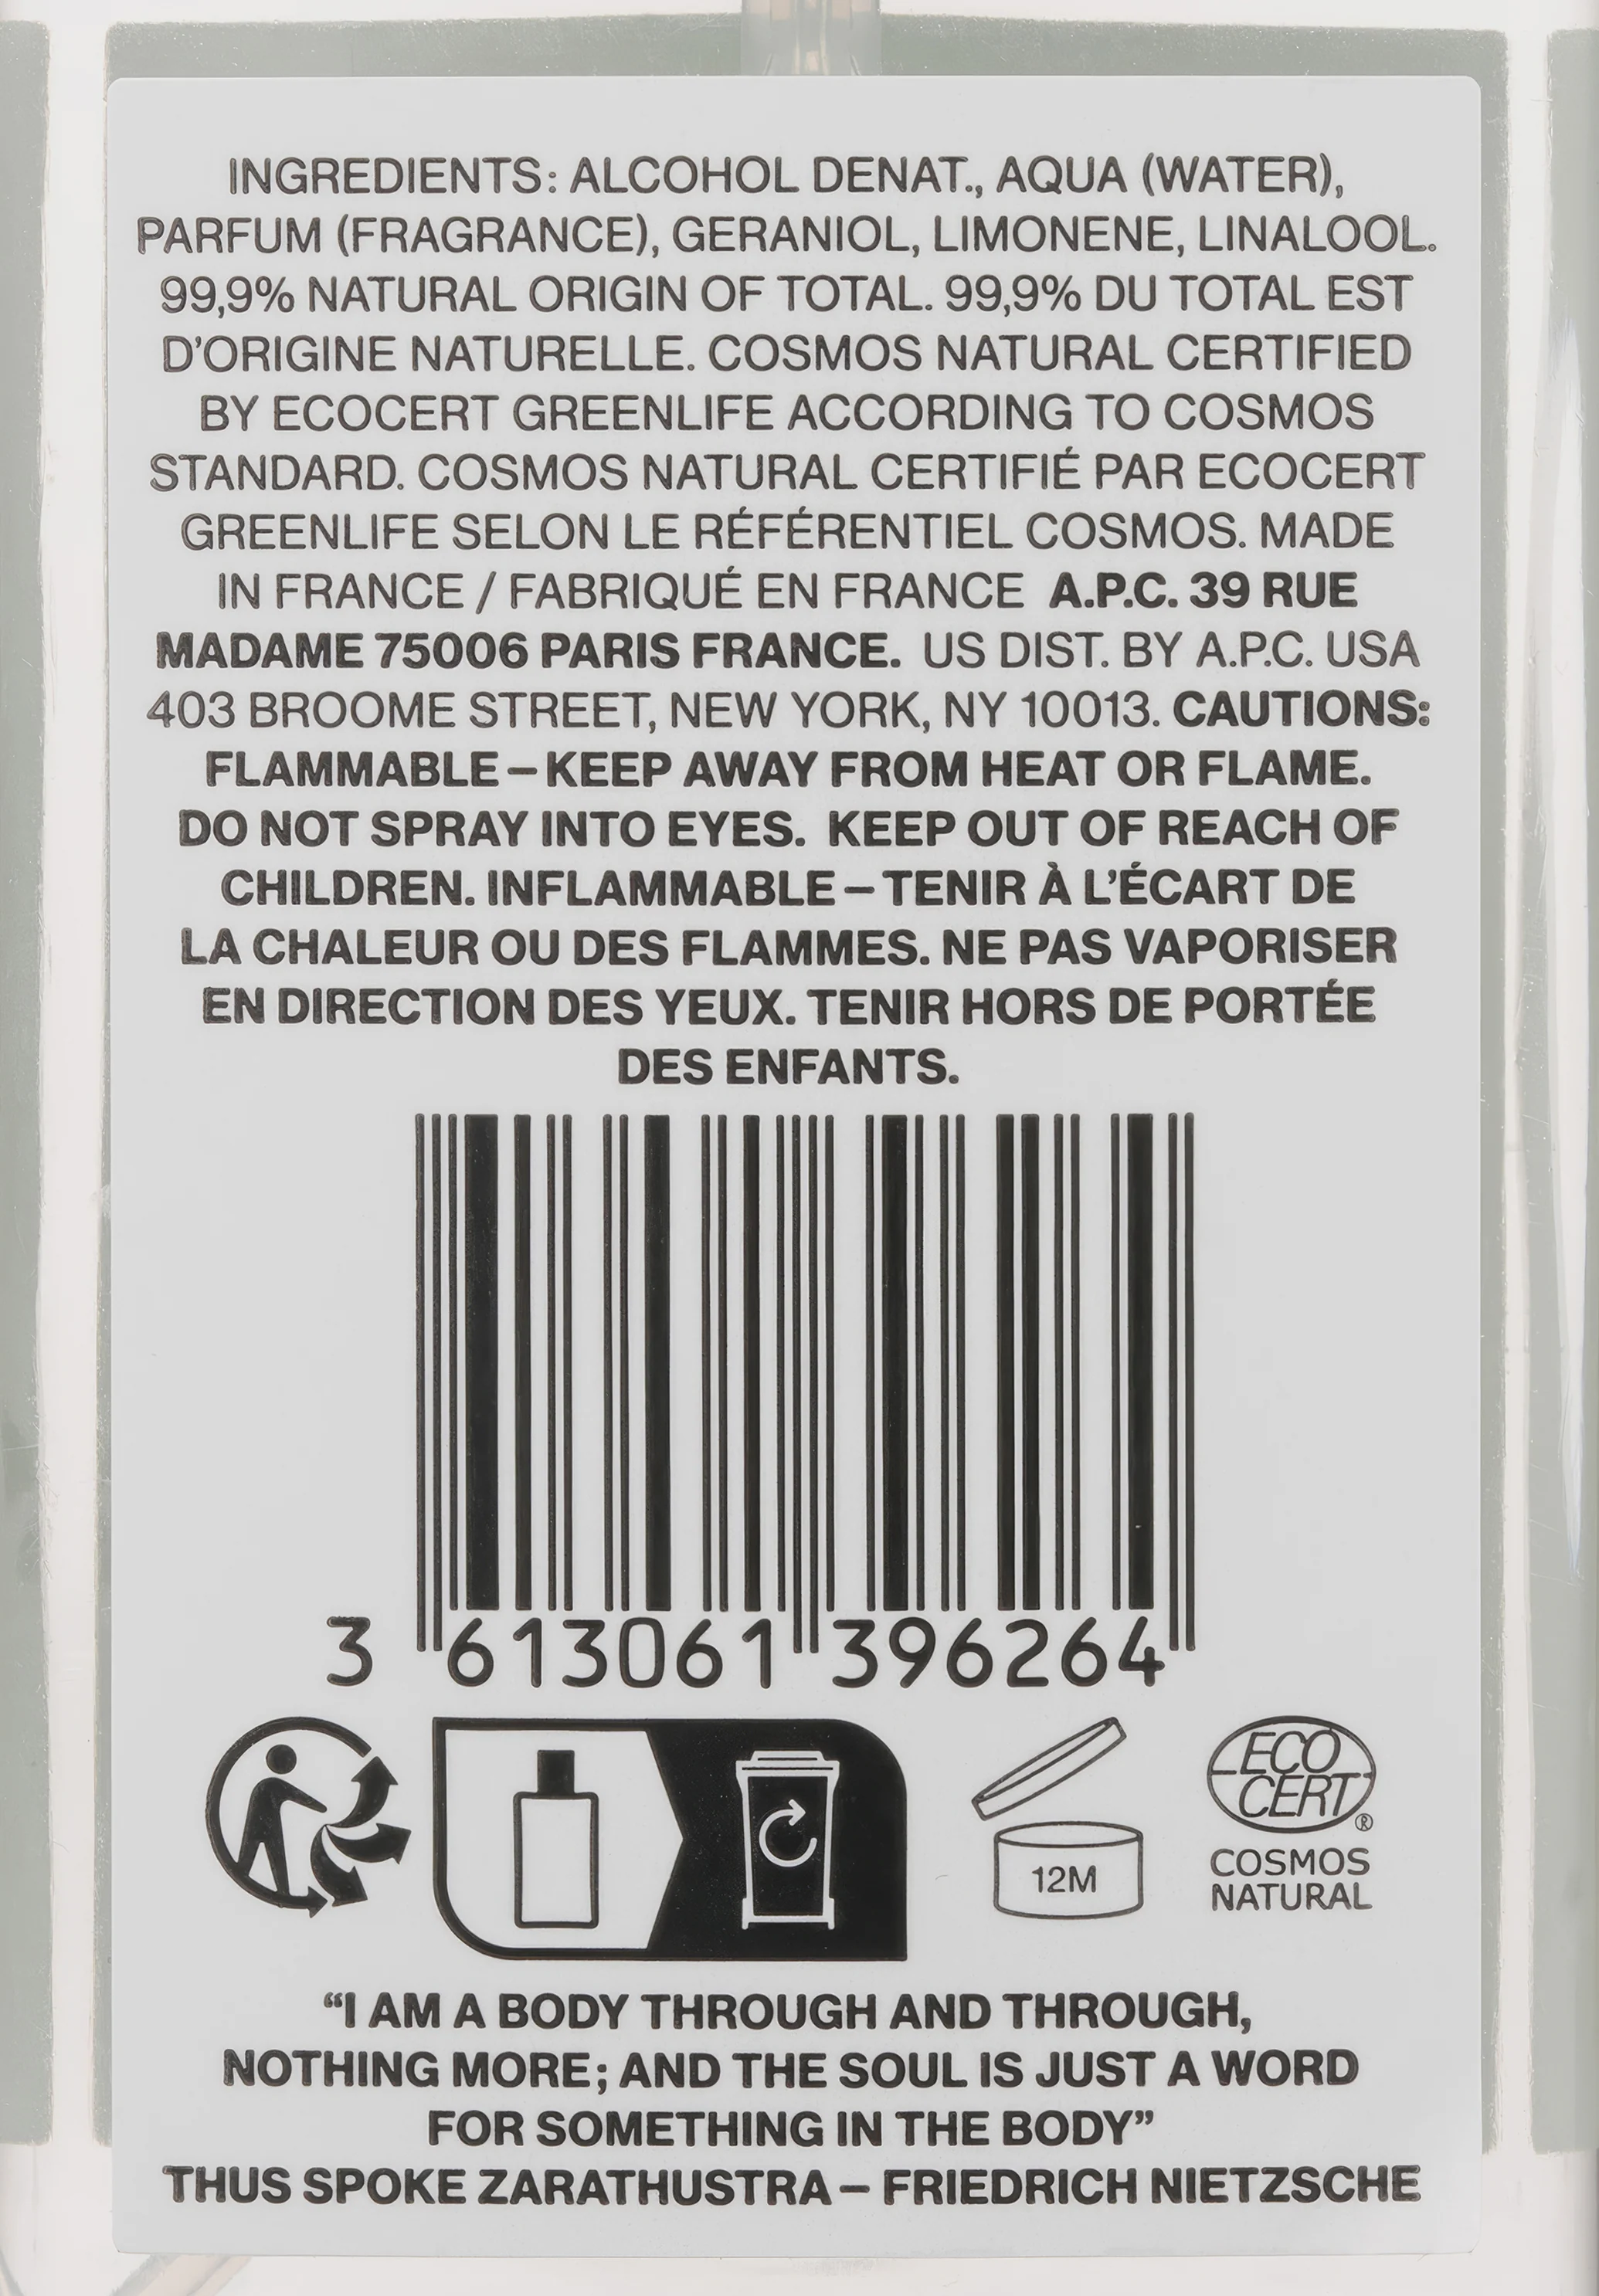 INGREDIENTS: ALCOHOL DENAT., AQUA (WATER),
PARFUM (FRAGRANCE), GERANIOL, LIMONENE, LINALOOL.
99,9% NATURAL ORIGIN OF TOTAL. 99,9% DU TOTAL EST
D'ORIGINE NATURELLE. COSMOS NATURAL CERTIFIED
BY ECOCERT GREENLIFE ACCORDING TO COSMOS
STANDARD. COSMOS NATURAL CERTIFIÉ PAR ECOCERT
GREENLIFE SELON LE RÉFÉRENTIEL COSMOS. MADE
IN FRANCE / FABRIQUÉ EN FRANCE A.P.C. 39 RUE
MADAME 75006 PARIS FRANCE. US DIST. BY A.P.C. USA
403 BROOME STREET, NEW YORK, NY 10013. CAUTIONS:
FLAMMABLE – KEEP AWAY FROM HEAT OR FLAME.
DO NOT SPRAY INTO EYES. KEEP OUT OF REACH OF
CHILDREN. INFLAMMABLE – TENIR À L'ÉCART DE
LA CHALEUR OU DES FLAMMES. NE PAS VAPORISER
EN DIRECTION DES YEUX. TENIR HORS DE PORTÉE
DES ENFANTS.
3 613061 396264
12M
ECO
CERT®
COSMOS
NATURAL
“I AM A BODY THROUGH AND THROUGH,
NOTHING MORE; AND THE SOUL IS JUST A WORD
FOR SOMETHING IN THE BODY”
THUS SPOKE ZARATHUSTRA – FRIEDRICH NIETZSCHE